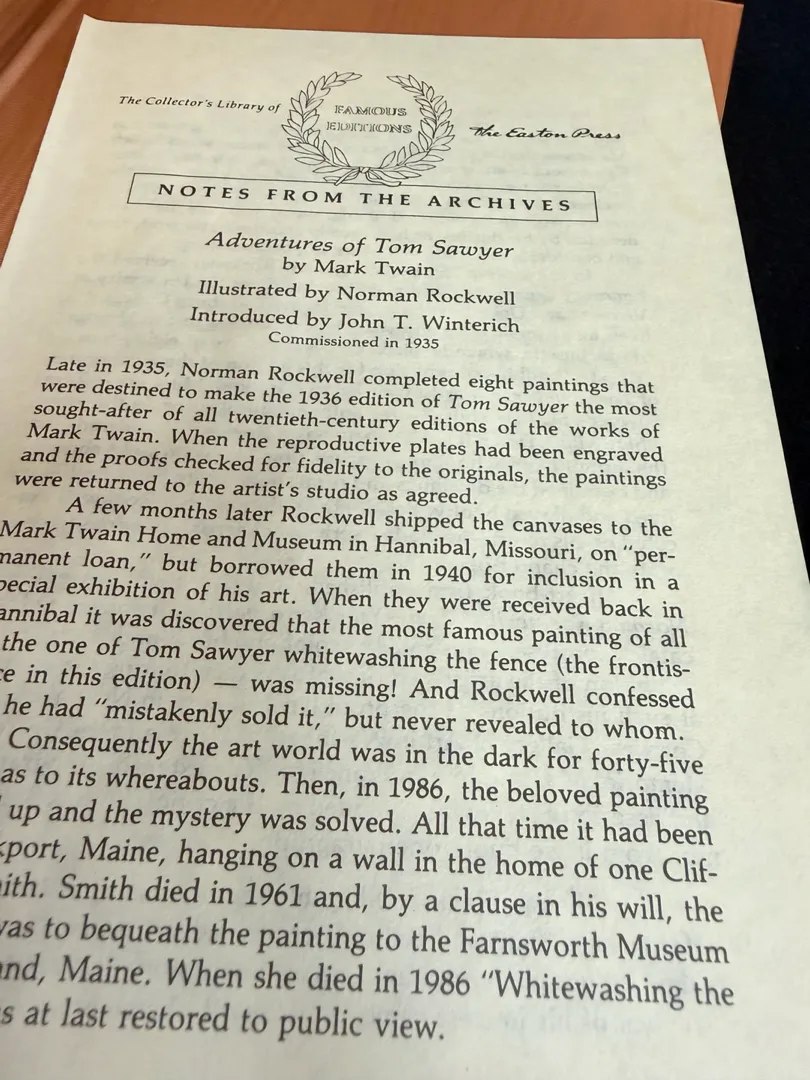 The Collector's Library of
FAMOUS
EDITIONS
The Easton Press
NOTES FROM THE ARCHIVES
Adventures of Tom Sawyer
by Mark Twain
Illustrated by Norman Rockwell
Introduced by John T. Winterich
Commissioned in 1935
Late in 1935, Norman Rockwell completed eight paintings that
were destined to make the 1936 edition of Tom Sawyer the most
sought-after of all twentieth-century editions of the works of
Mark Twain. When the reproductive plates had been engraved
and the proofs checked for fidelity to the originals, the paintings
were returned to the artist's studio as agreed.
A few months later Rockwell shipped the canvases to the
Mark Twain Home and Museum in Hannibal, Missouri, on "per-
manent loan," but borrowed them in 1940 for inclusion in a
pecial exhibition of his art. When they were received back in
annibal it was discovered that the most famous painting of all
the one of Tom Sawyer whitewashing the fence (the frontis-
ce in this edition) — was missing! And Rockwell confessed
he had "mistakenly sold it," but never revealed to whom.
Consequently the art world was in the dark for forty-five
as to its whereabouts. Then, in 1986, the beloved painting
up and the mystery was solved. All that time it had been
kport, Maine, hanging on a wall in the home of one Clif-
ith. Smith died in 1961 and, by a clause in his will, the
was to bequeath the painting to the Farnsworth Museum
and, Maine. When she died in 1986 "Whitewashing the
s at last restored to public view.